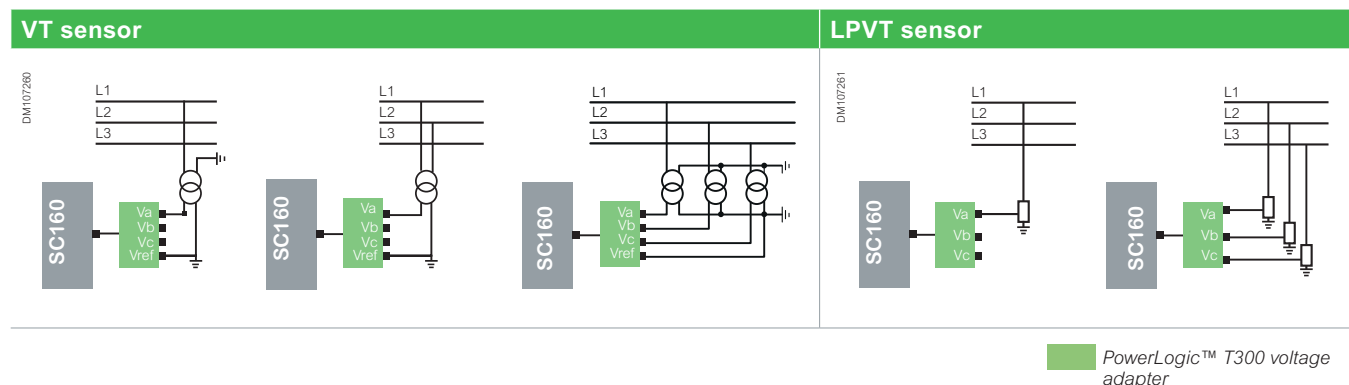 VT sensor
LPVT sensor
DM107260
L1
L2
L3
SC160
Va
Vb
Vc
Vref
L1
L2
L3
SC160
Va
Vb
Vc
Vref
L1
L2
L3
SC160
Va
Vb
Vc
Vref
DM107261
L1
L2
L3
SC160
Va
Vb
Vc
L1
L2
L3
SC160
Va
Vb
Vc
PowerLogic™ T300 voltage
adapter